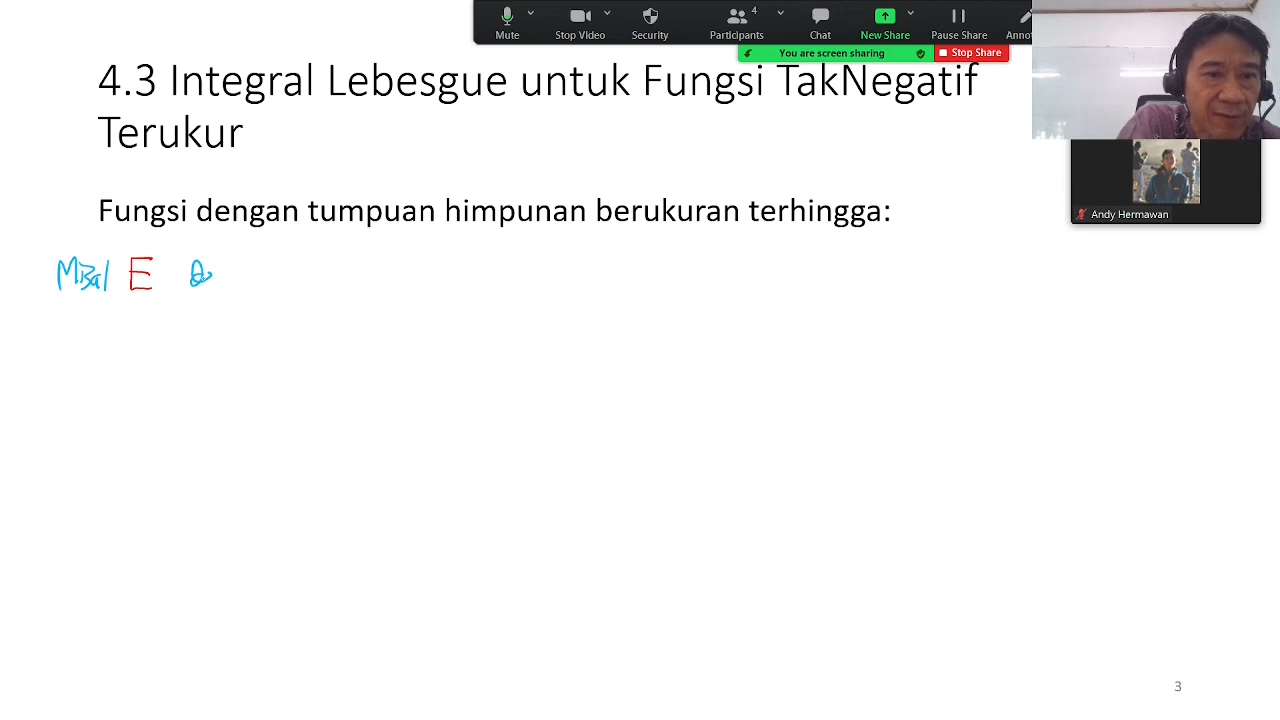 Mute
Stop Video
Security
4
Participants
Chat
New Share
Pause Share
You are screen sharing
Stop Share
4.3 Integral Lebesgue untuk Fungsi TakNegatif
Terukur
Andy Hermawan
Fungsi dengan tumpuan himpunan berukuran terhingga:
Misal E
3